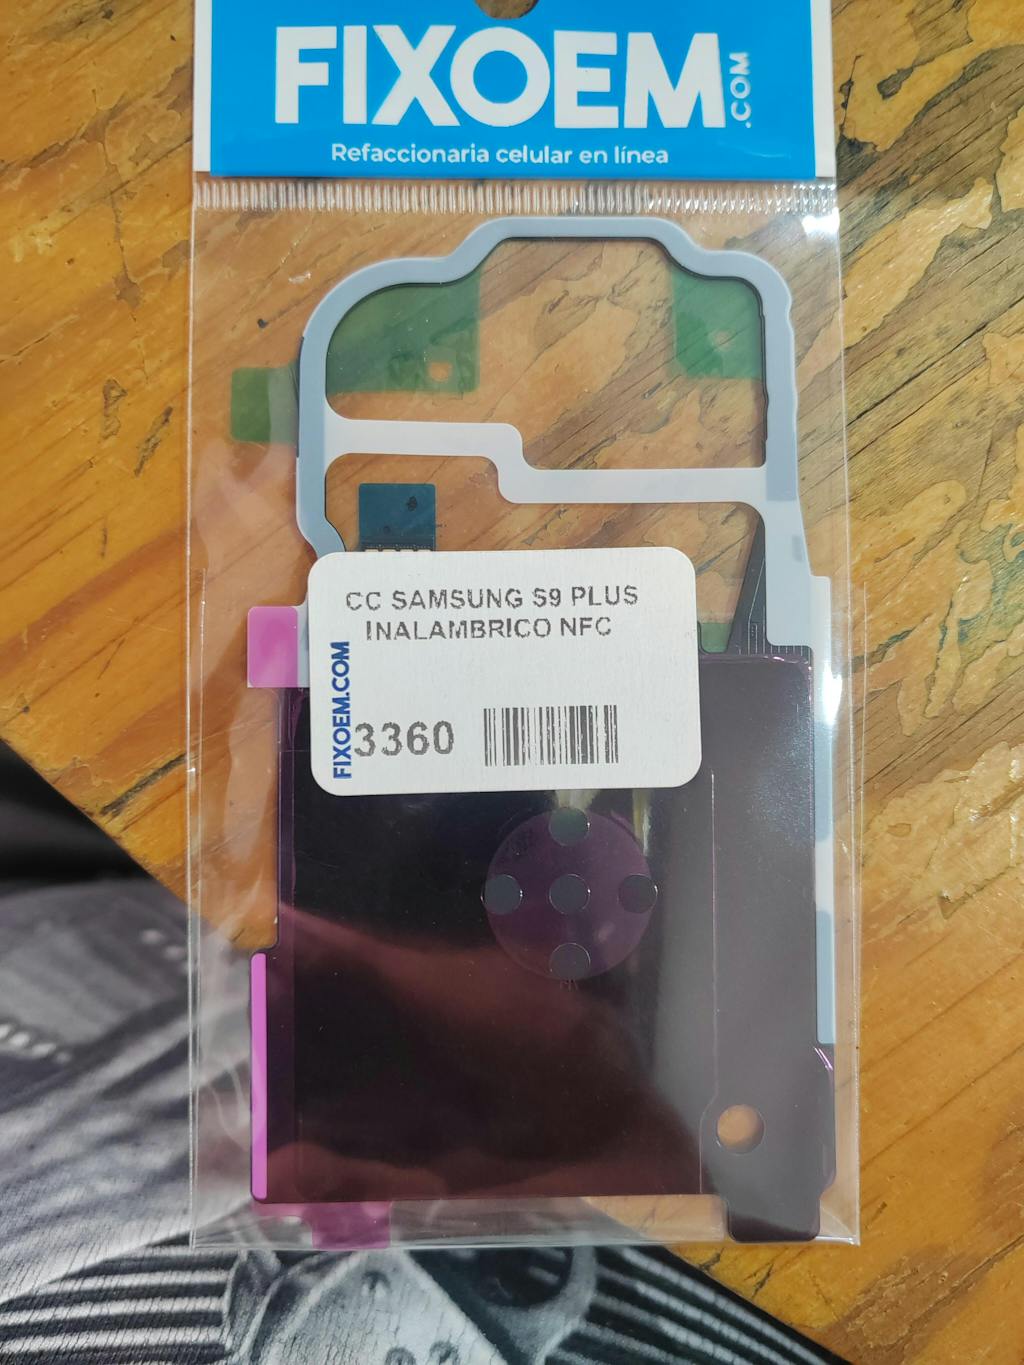 FIXOEM.COM
Refaccionaria celular en línea
CC SAMSUNG S9 PLUS
INALAMBRICO NFC
FIXOEM.COM
3360